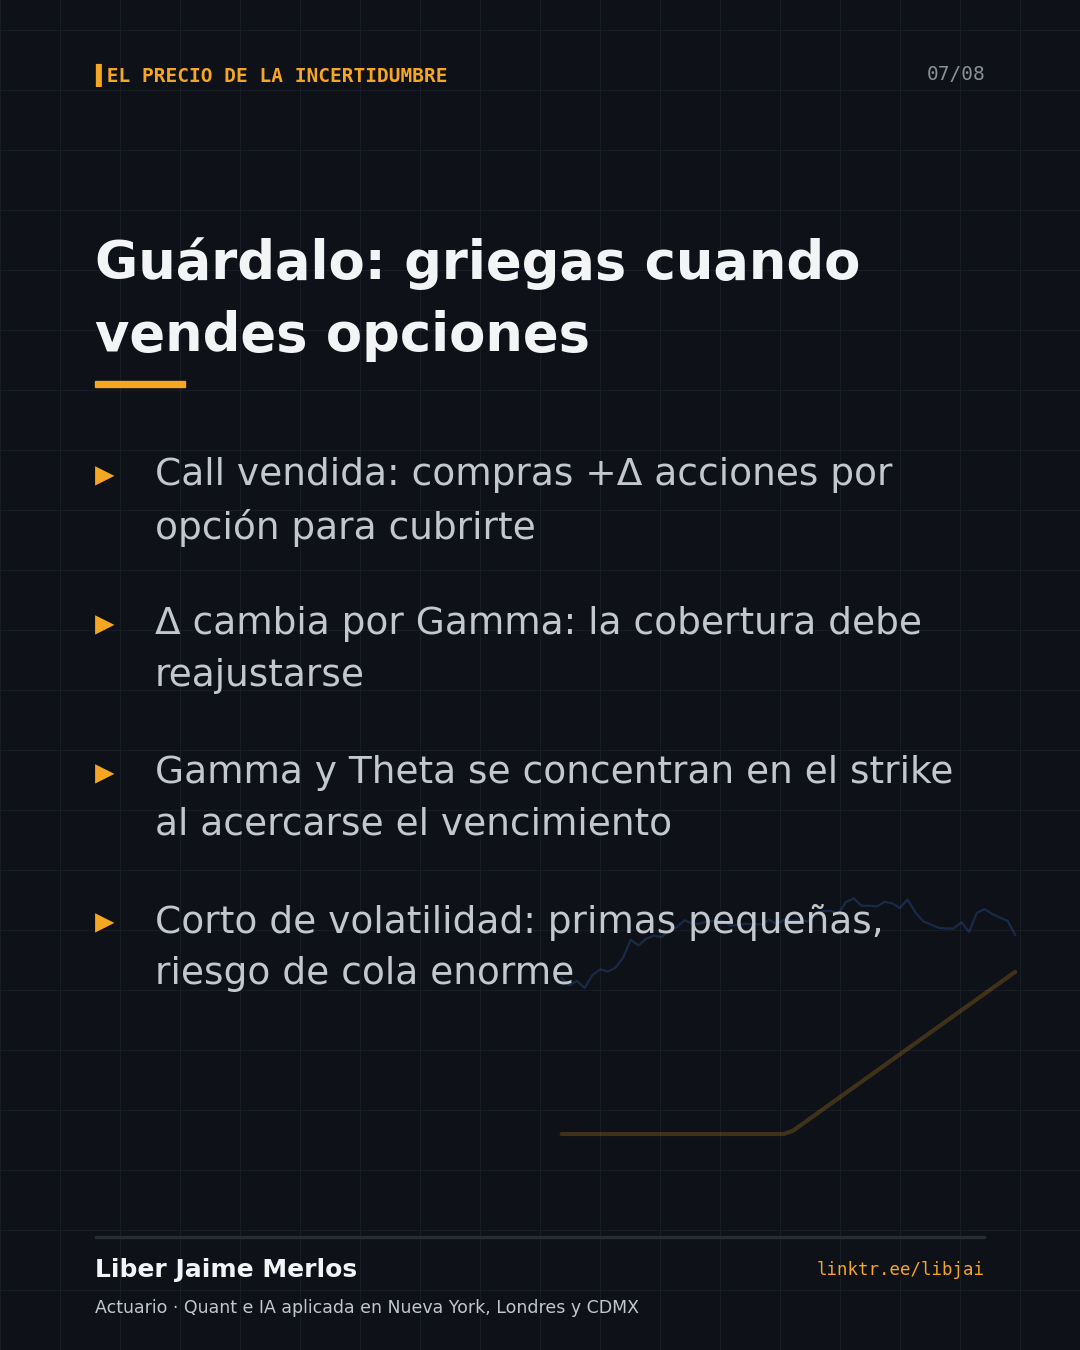 EL PRECIO DE LA INCERTIDUMBRE
07/08
Guárdalo: griegas cuando
vendes opciones
▶ Call vendida: compras +Δ acciones por
opción para cubrirte
▶ Δ cambia por Gamma: la cobertura debe
reajustarse
▶ Gamma y Theta se concentran en el strike
al acercarse el vencimiento
▶ Corto de volatilidad: primas pequeñas,
riesgo de cola enorme
Liber Jaime Merlos
linktr.ee/libjai
Actuario · Quant e IA aplicada en Nueva York, Londres y CDMX